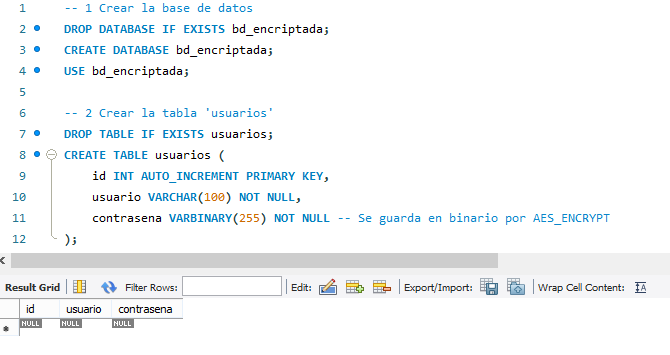 1 -- 1 Crear la base de datos
2 DROP DATABASE IF EXISTS bd_encriptada;
3 CREATE DATABASE bd_encriptada;
4 USE bd_encriptada;
5
6 -- 2 Crear la tabla 'usuarios'
7 DROP TABLE IF EXISTS usuarios;
8 CREATE TABLE usuarios (
9 id INT AUTO_INCREMENT PRIMARY KEY,
10 usuario VARCHAR(100) NOT NULL,
11 contrasena VARBINARY(255) NOT NULL -- Se guarda en binario por AES_ENCRYPT
12 );
Result Grid Filter Rows: Edit: Export/Import: Wrap Cell Content:
id usuario contrasena
NULL NULL NULL